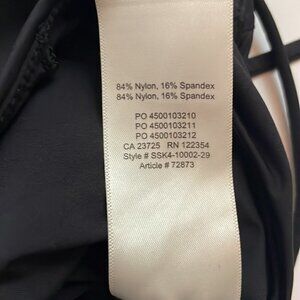 84% Nylon, 16% Spandex
84% Nylon, 16% Spandex
PO 4500103210
PO 4500103211
PO 4500103212
CA 23725 RN 122354
Style # SSK4-10002-29
Article # 72873